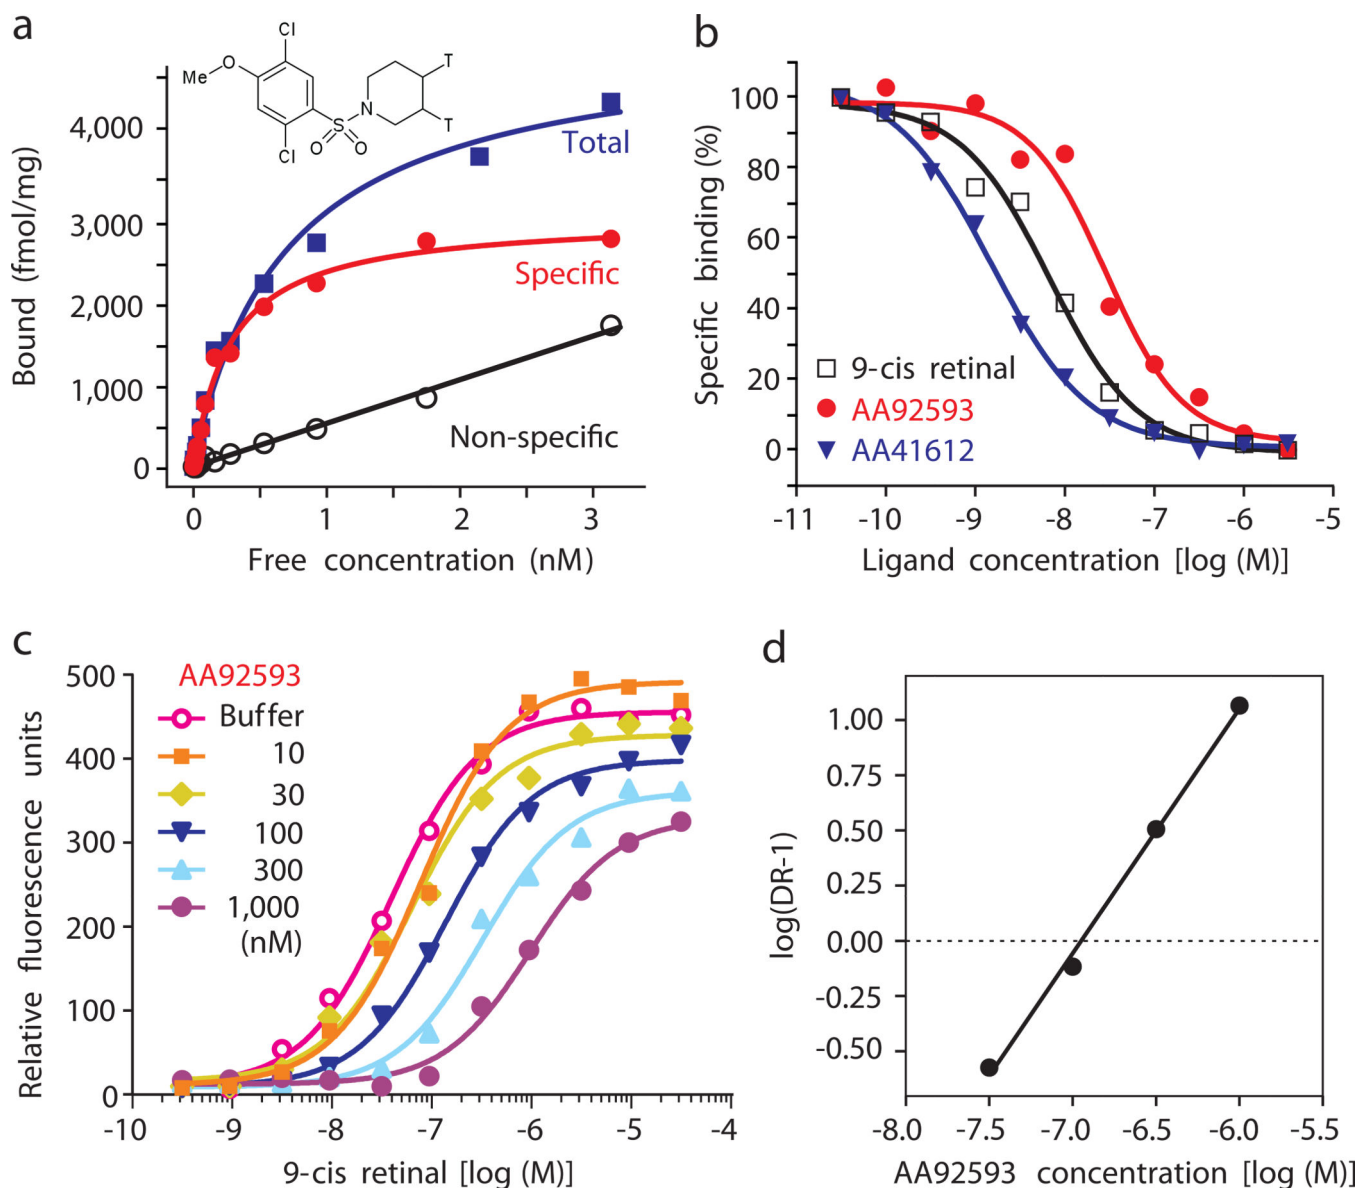 a
Cl
Me
O
T
N
T
S
O
O
Cl
Total
Specific
Non-specific
Bound (fmol/mg)
4,000
3,000
2,000
1,000
0
0
1
2
3
Free concentration (nM)
b
Specific binding (%)
100
80
60
40
20
0
9-cis retinal
AA92593
AA41612
-11
-10
-9
-8
-7
-6
-5
Ligand concentration [log (M)]
c
Relative fluorescence units
500
400
300
200
100
0
AA92593
Buffer
10
30
100
300
1,000
(nM)
-10
-9
-8
-7
-6
-5
-4
9-cis retinal [log (M)]
d
log(DR-1)
1.00
0.75
0.50
0.25
0.00
-0.25
-0.50
-8.0
-7.5
-7.0
-6.5
-6.0
-5.5
AA92593 concentration [log (M)]